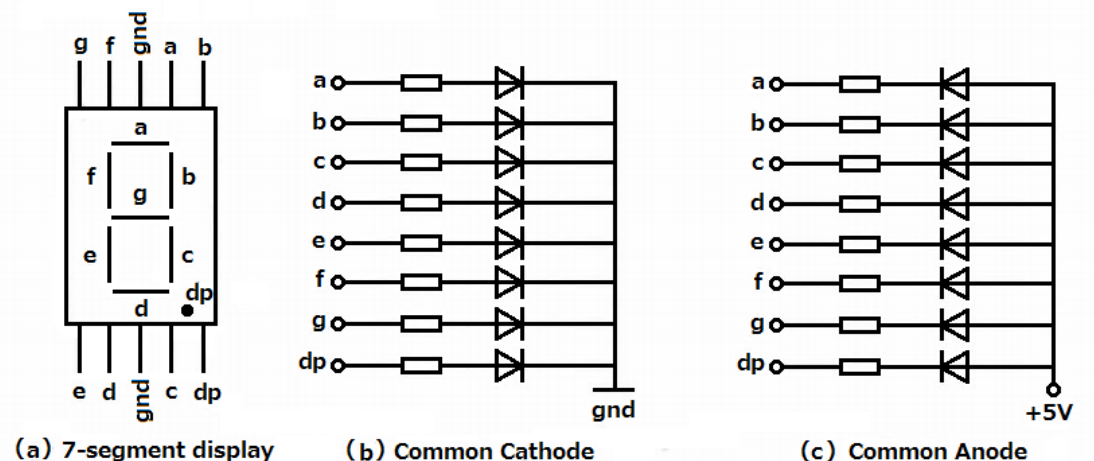 g f gnd a b
a
f b
g
e c
dp
d
e d gnd c dp
(a) 7-segment display
a
b
c
d
e
f
g
dp
gnd
(b) Common Cathode
a
b
c
d
e
f
g
dp
+5V
(c) Common Anode